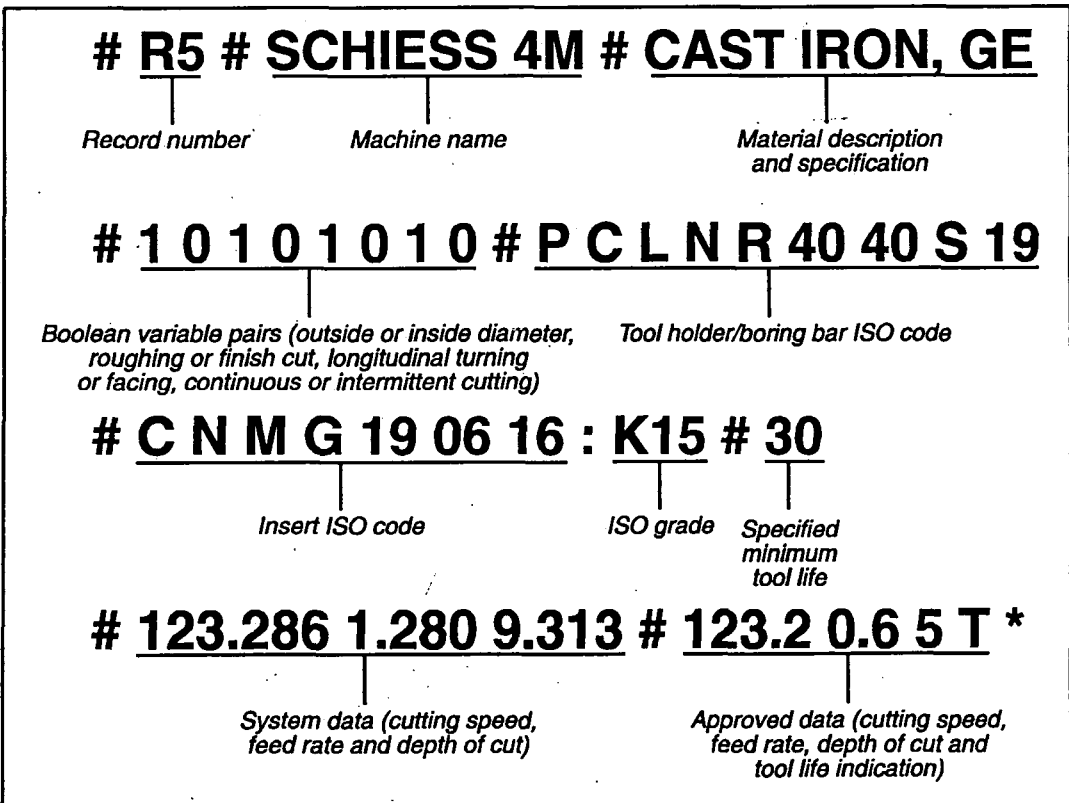 # R5 # SCHIESS 4M # CAST IRON, GE
Record number
Machine name
Material description
and specification
# 1 0 1 0 1 0 1 0 # P C L N R 40 40 S 19
Boolean variable pairs (outside or inside diameter,
roughing or finish cut, longitudinal turning
or facing, continuous or intermittent cutting)
Tool holder/boring bar ISO code
# C N M G 19 06 16 : K15 # 30
Insert ISO code
ISO grade
Specified
minimum
tool life
# 123.286 1.280 9.313 # 123.2 0.6 5 T *
System data (cutting speed,
feed rate and depth of cut)
Approved data (cutting speed,
feed rate, depth of cut and
tool life indication)